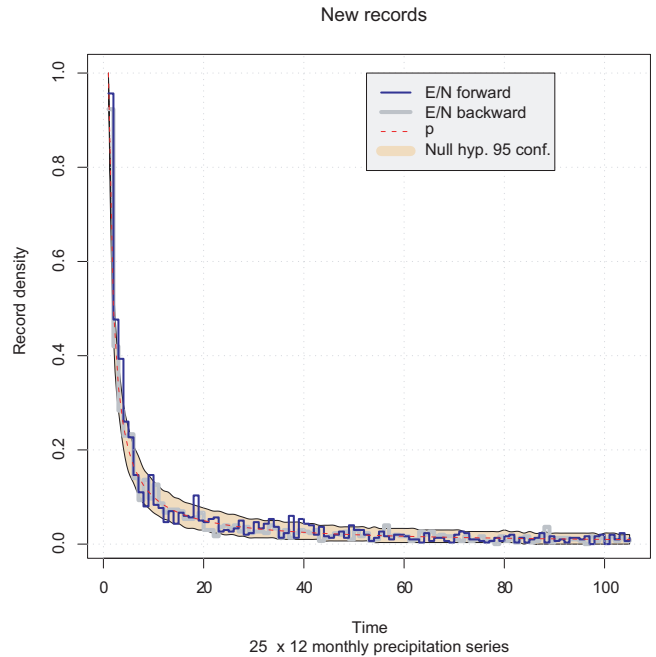 New records
E/N forward
E/N backward
p
Null hyp. 95 conf.
Record density
1.0
0.8
0.6
0.4
0.2
0.0
0 20 40 60 80 100
Time
25 x 12 monthly precipitation series